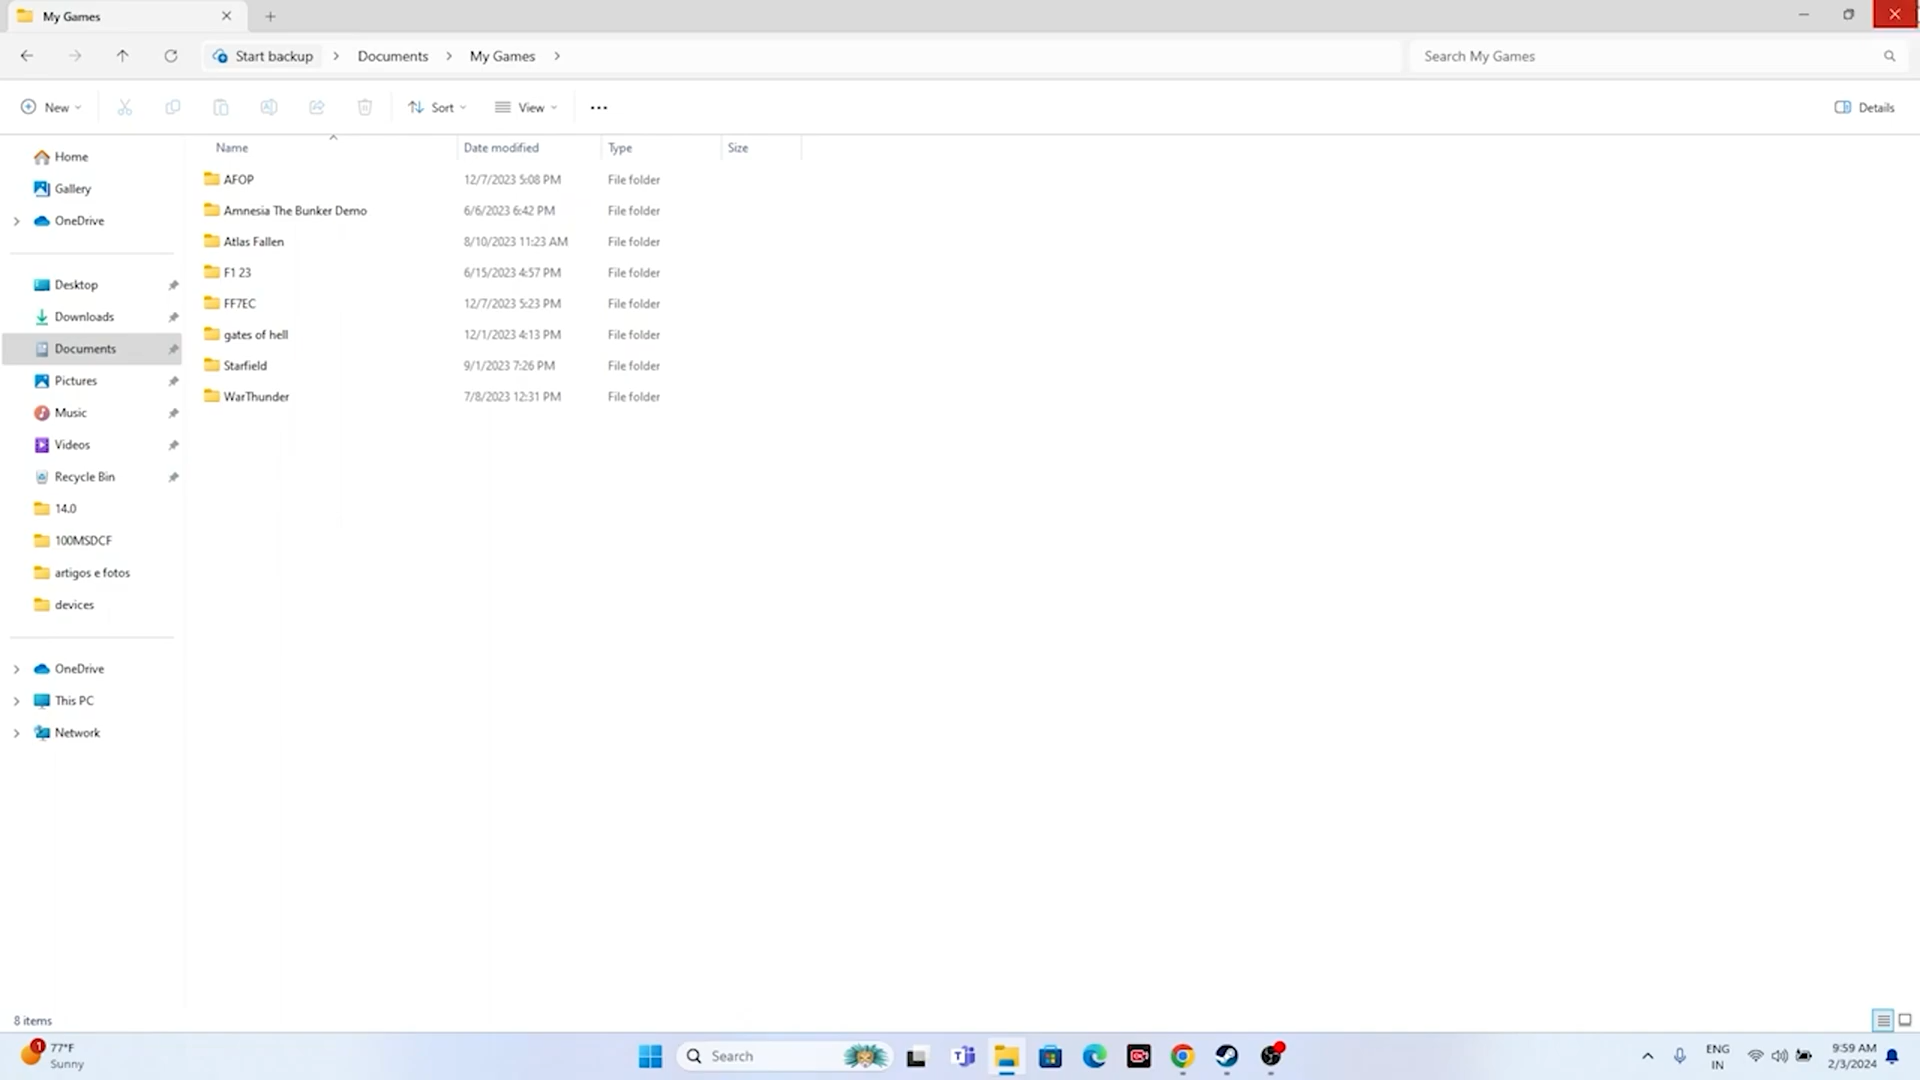 My Games
Start backup > Documents > My Games >
Search My Games
New
Sort
View
Details
Name Date modified Type Size
AFOP 12/7/2023 5:08 PM File folder
Amnesia The Bunker Demo 6/6/2023 6:42 PM File folder
Atlas Fallen 8/10/2023 11:23 AM File folder
F1 23 6/15/2023 4:57 PM File folder
FF7EC 12/7/2023 5:23 PM File folder
gates of hell 12/1/2023 4:13 PM File folder
Starfield 9/1/2023 7:26 PM File folder
WarThunder 7/8/2023 12:31 PM File folder
Home
Gallery
OneDrive
Desktop
Downloads
Documents
Pictures
Music
Videos
Recycle Bin
14.0
100MSDCF
artigos e fotos
devices
OneDrive
This PC
Network
8 items
1
77°F
Sunny
Search
ENG
IN
9:59 AM
2/3/2024